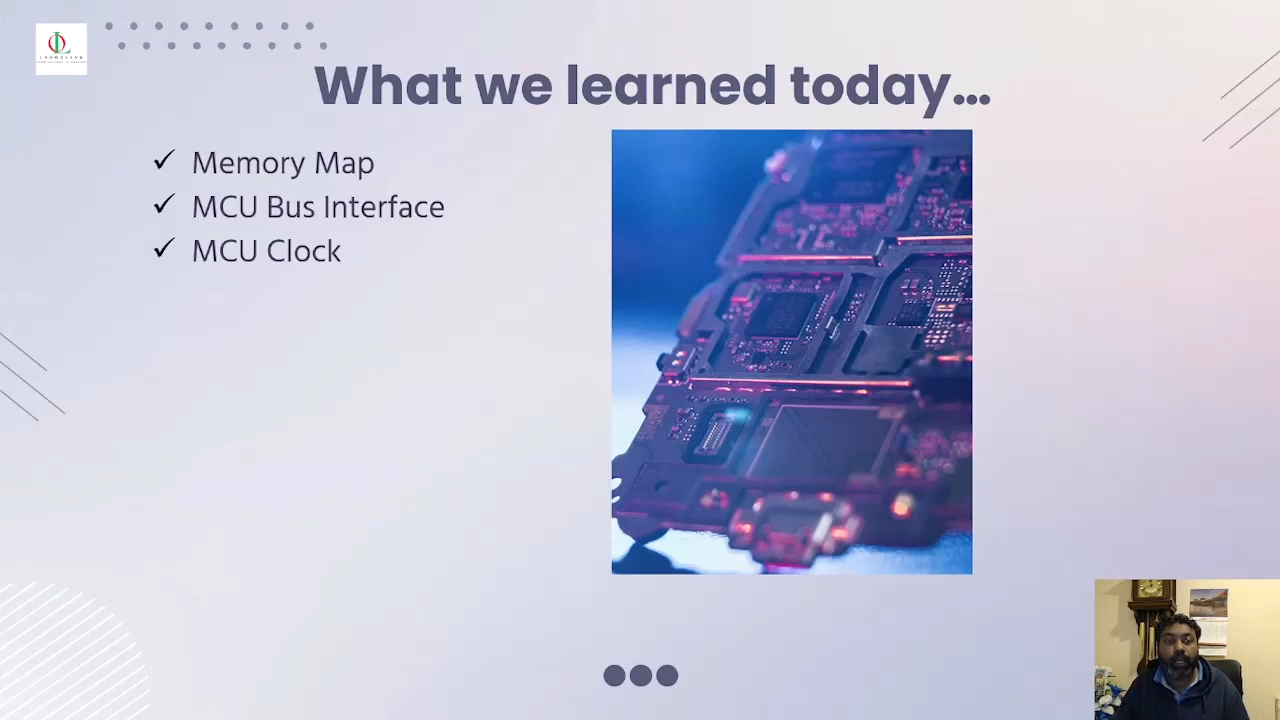 What we learned today...
✓ Memory Map
✓ MCU Bus Interface
✓ MCU Clock